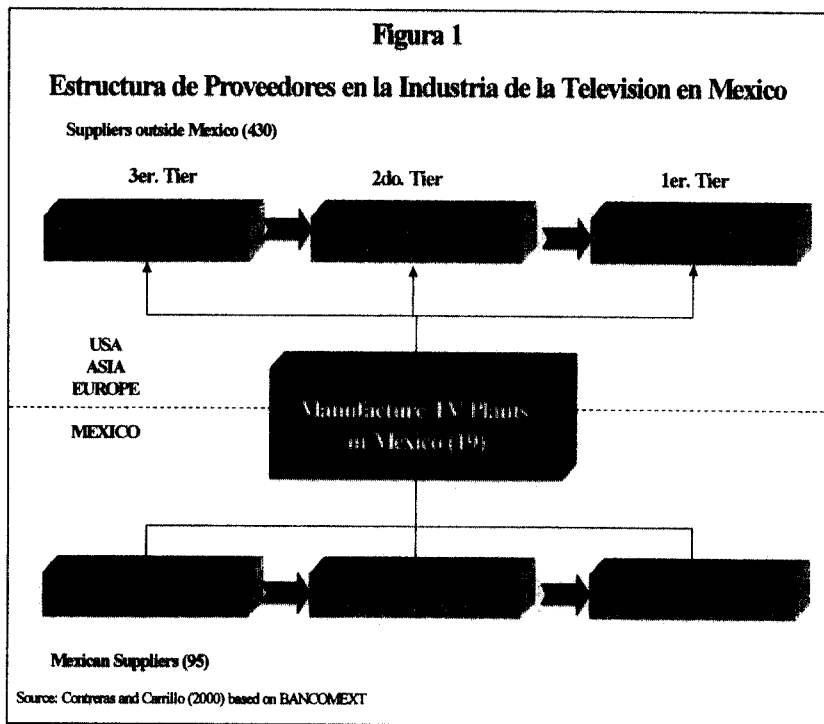 Figura 1
Estructura de Proveedores en la Industria de la Television en Mexico
Suppliers outside Mexico (430)
3er. Tier
2do. Tier
1er. Tier
USA
ASIA
EUROPE
MEXICO
Manufacture TV Plants
in Mexico (19)
Mexican Suppliers (95)
Source: Contreras and Carrillo (2000) based on BANCOMEXT